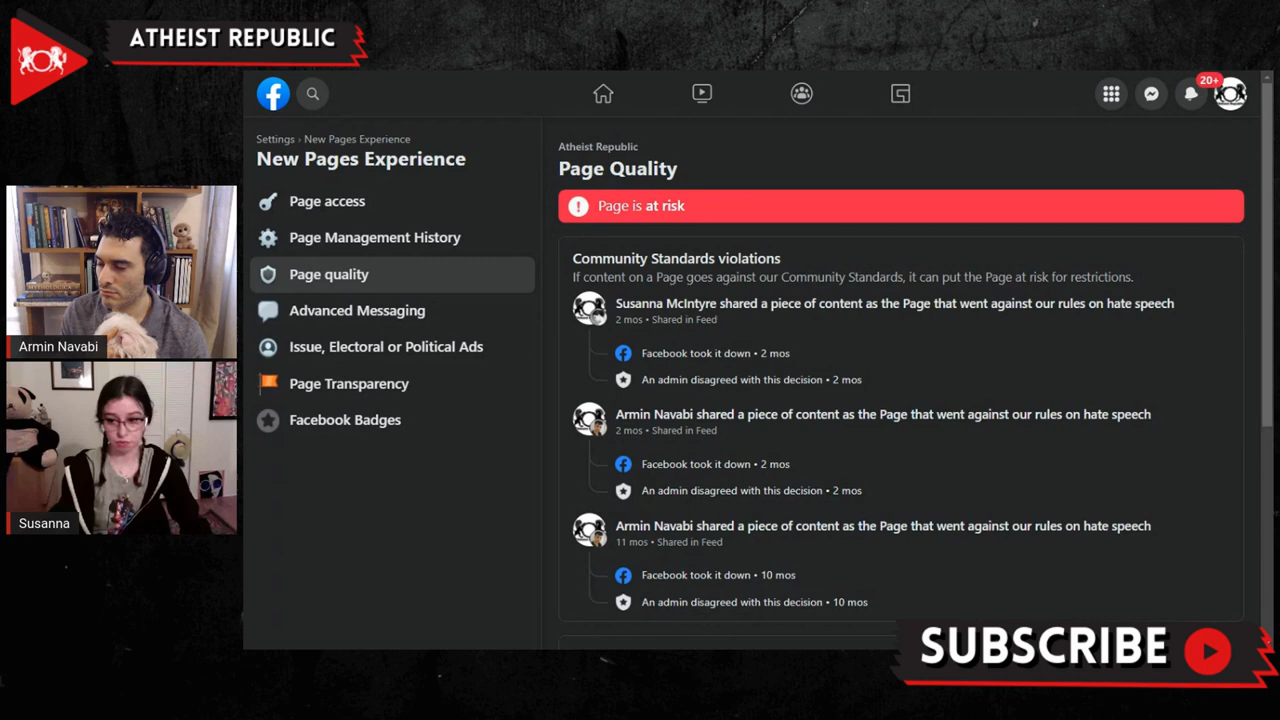 ATHEIST REPUBLIC
20+
Settings › New Pages Experience
New Pages Experience
Page access
Page Management History
Page quality
Advanced Messaging
Issue, Electoral or Political Ads
Page Transparency
Facebook Badges
Atheist Republic
Page Quality
Page is at risk
Community Standards violations
If content on a Page goes against our Community Standards, it can put the Page at risk for restrictions.
Susanna McIntyre shared a piece of content as the Page that went against our rules on hate speech
2 mos • Shared in Feed
Facebook took it down • 2 mos
An admin disagreed with this decision • 2 mos
Armin Navabi shared a piece of content as the Page that went against our rules on hate speech
2 mos • Shared in Feed
Facebook took it down • 2 mos
An admin disagreed with this decision • 2 mos
Armin Navabi shared a piece of content as the Page that went against our rules on hate speech
11 mos • Shared in Feed
Facebook took it down • 10 mos
An admin disagreed with this decision • 10 mos
Armin Navabi
Susanna
SUBSCRIBE